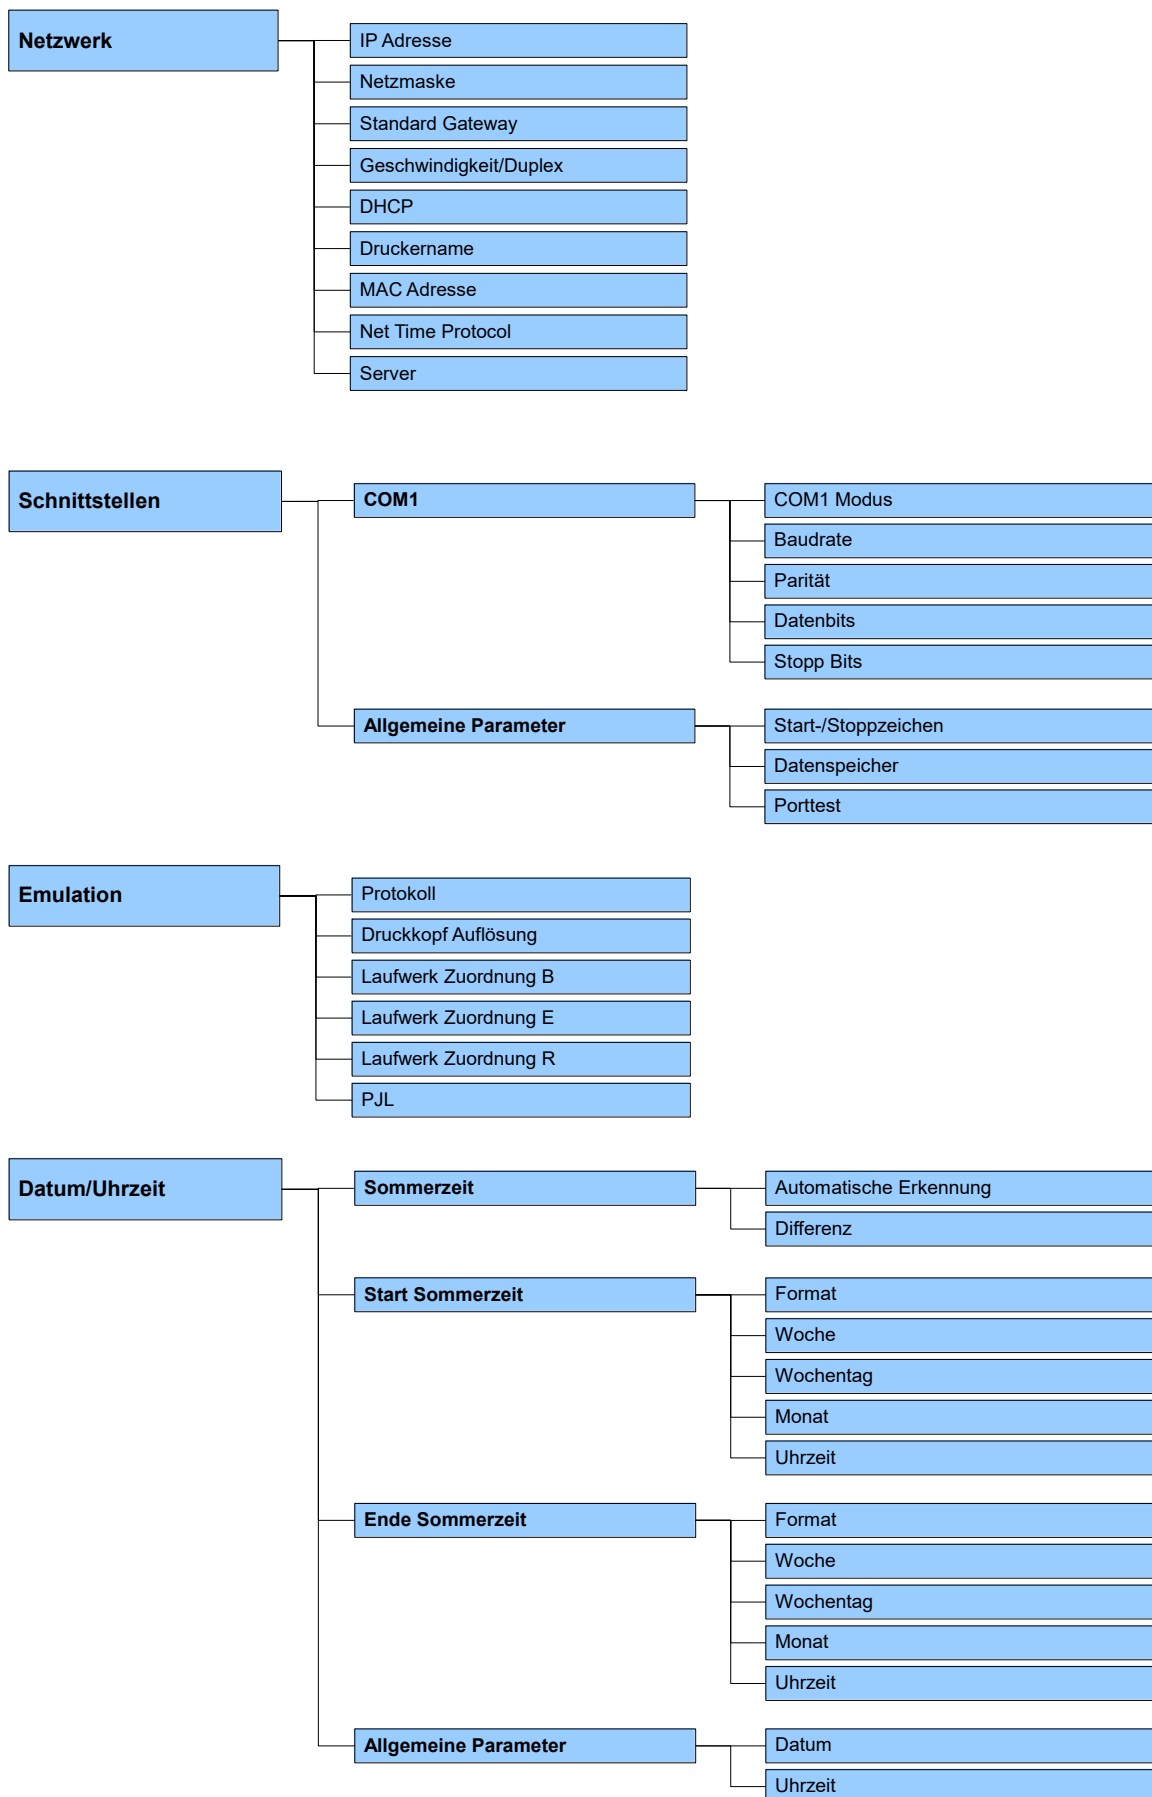 Netzwerk
IP Adresse
Netzmaske
Standard Gateway
Geschwindigkeit/Duplex
DHCP
Druckername
MAC Adresse
Net Time Protocol
Server
Schnittstellen
COM1
COM1 Modus
Baudrate
Parität
Datenbits
Stopp Bits
Allgemeine Parameter
Start-/Stoppzeichen
Datenspeicher
Porttest
Emulation
Protokoll
Druckkopf Auflösung
Laufwerk Zuordnung B
Laufwerk Zuordnung E
Laufwerk Zuordnung R
PJL
Datum/Uhrzeit
Sommerzeit
Automatische Erkennung
Differenz
Start Sommerzeit
Format
Woche
Wochentag
Monat
Uhrzeit
Ende Sommerzeit
Format
Woche
Wochentag
Monat
Uhrzeit
Allgemeine Parameter
Datum
Uhrzeit